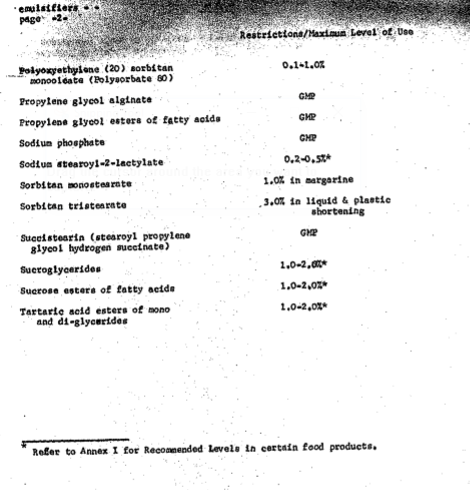 emulsifiers - -
page -2-
Restrictions/Maximum Level of Use
Polyoxyethylene (20) sorbitan 0.1-1.0%
monooleate (Polysorbate 80)
Propylene glycol alginate GMP
Propylene glycol esters of fatty acids GMP
Sodium phosphate GMP
Sodium stearoyl-2-lactylate 0.2-0.5%*
Sorbitan monostearate 1.0% in margarine
Sorbitan tristearate 3.0% in liquid & plastic
shortening
Succistearin (stearoyl propylene GMP
glycol hydrogen succinate)
Sucroglycerides 1.0-2.0%*
Sucrose esters of fatty acids 1.0-2.0%*
Tartaric acid esters of mono 1.0-2.0%*
and di-glycerides
* Refer to Annex I for Recommended Levels in certain food products.